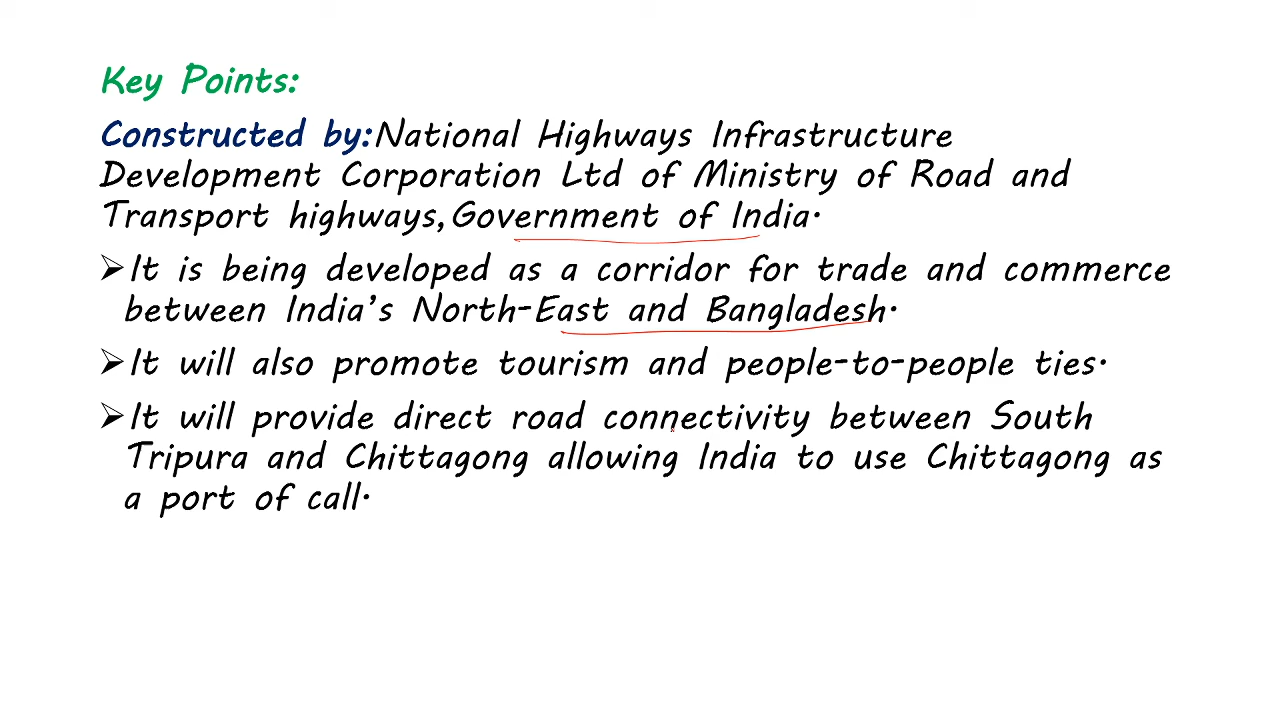 Key Points:
Constructed by:National Highways Infrastructure
Development Corporation Ltd of Ministry of Road and
Transport highways,Government of India.
➢It is being developed as a corridor for trade and commerce
between India's North-East and Bangladesh.
➢It will also promote tourism and people-to-people ties.
➢It will provide direct road connectivity between South
Tripura and Chittagong allowing India to use Chittagong as
a port of call.